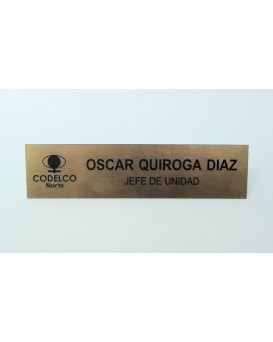 CODELCO
Norte
OSCAR QUIROGA DIAZ
JEFE DE UNIDAD